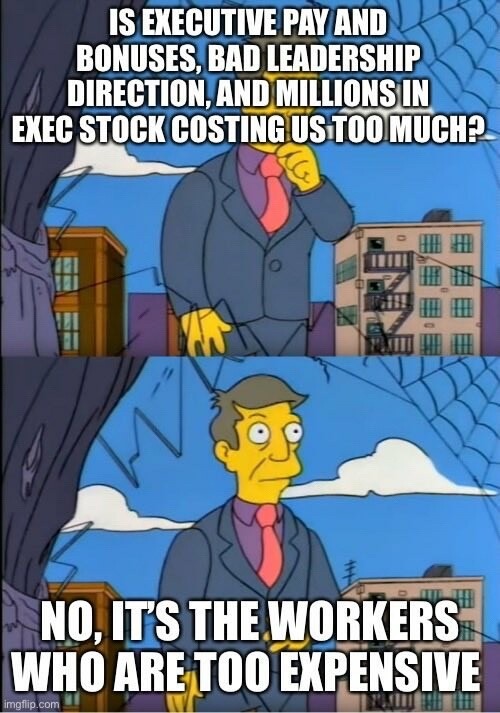 IS EXECUTIVE PAY AND
BONUSES, BAD LEADERSHIP
DIRECTION, AND MILLIONS IN
EXEC STOCK COSTING US TOO MUCH?
NO, IT'S THE WORKERS
WHO ARE TOO EXPENSIVE
imgflip.com